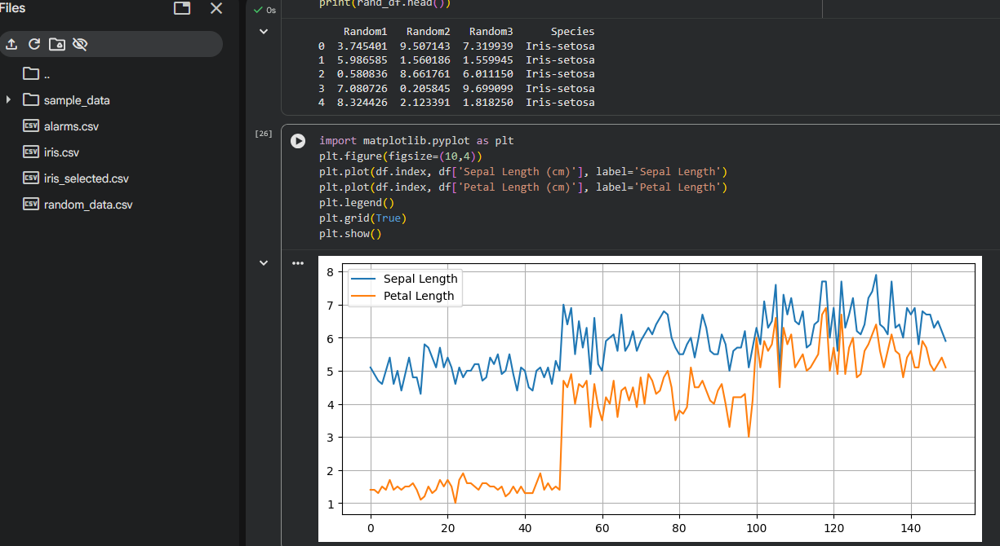 Files
..
sample_data
alarms.csv
iris.csv
iris_selected.csv
random_data.csv
0s
print(rand_df.head())
Random1 Random2 Random3 Species
0 3.745401 9.507143 7.319939 Iris-setosa
1 5.986585 1.560186 1.559945 Iris-setosa
2 0.580836 8.661761 6.011150 Iris-setosa
3 7.080726 0.205845 9.699099 Iris-setosa
4 8.324426 2.123391 1.818250 Iris-setosa
[26]
import matplotlib.pyplot as plt
plt.figure(figsize=(10,4))
plt.plot(df.index, df['Sepal Length (cm)'], label='Sepal Length')
plt.plot(df.index, df['Petal Length (cm)'], label='Petal Length')
plt.legend()
plt.grid(True)
plt.show()
Sepal Length
Petal Length
8
7
6
5
4
3
2
1
0 20 40 60 80 100 120 140